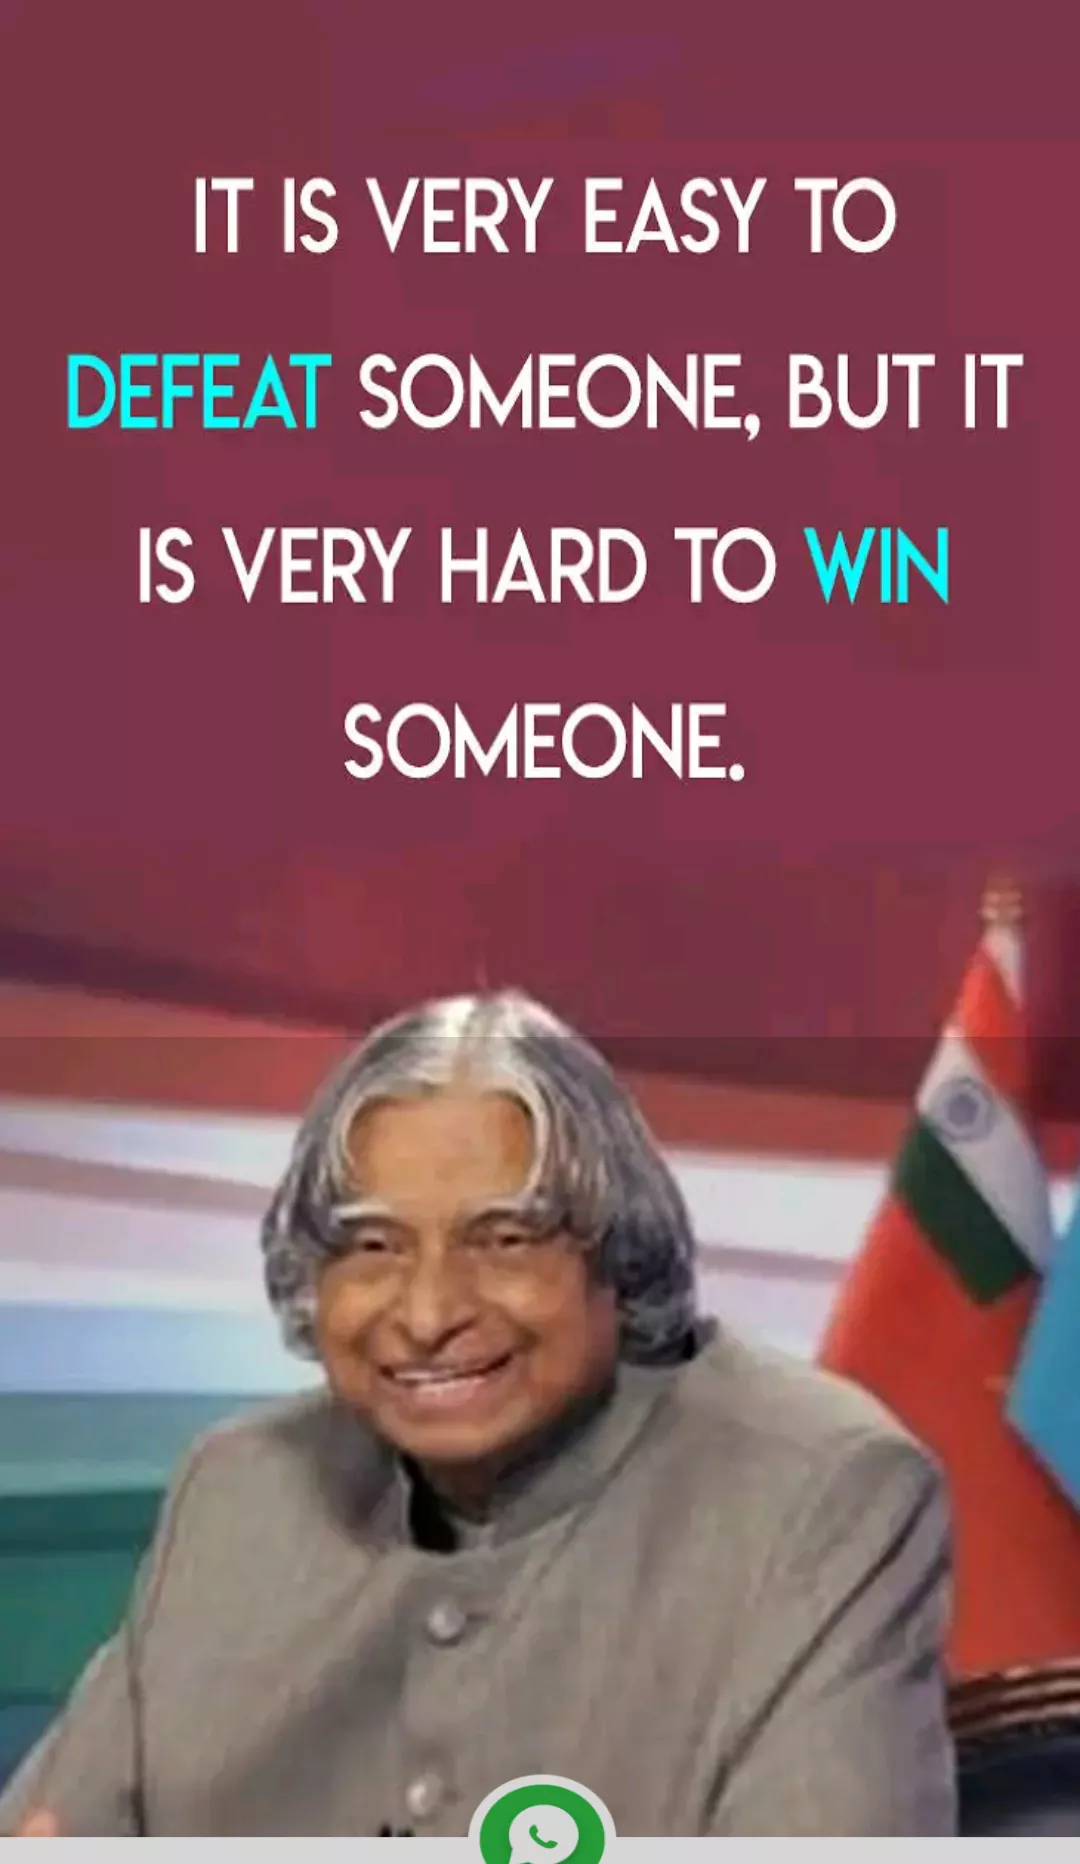 IT IS VERY EASY TO
DEFEAT SOMEONE, BUT IT
IS VERY HARD TO WIN
SOMEONE.